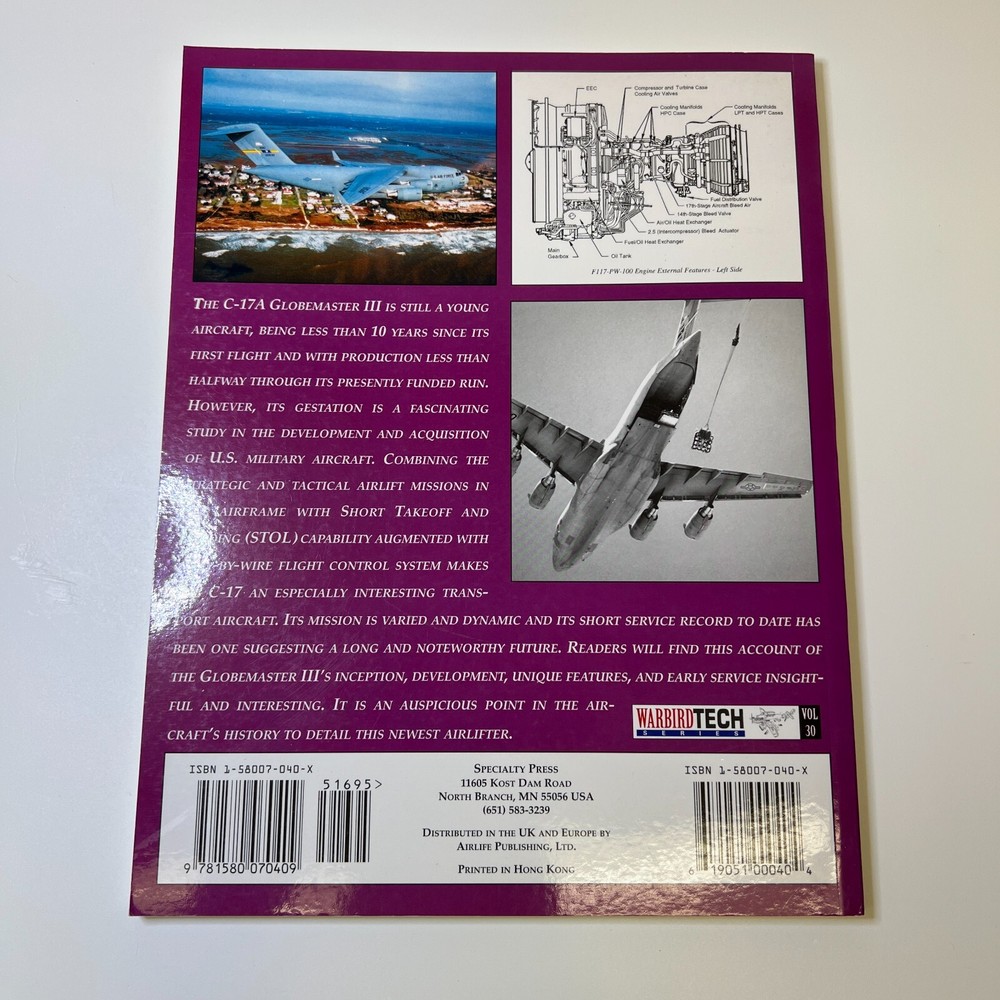 EEC
Compressor and Turbine Case
Cooling Air Valves
Cooling Manifolds
HPC Case
Cooling Manifolds
LPT and HPT Cases
Fuel Distribution Valve
17th-Stage Aircraft Bleed Air
14th-Stage Bleed Valve
Air/Oil Heat Exchanger
2.5 (Intercompressor) Bleed Actuator
Fuel/Oil Heat Exchanger
Main
Gearbox
Oil Tank
F117-PW-100 Engine External Features - Left Side
U.S. AIR FORCE
THE C-17A GLOBEMASTER III IS STILL A YOUNG
AIRCRAFT, BEING LESS THAN 10 YEARS SINCE ITS
FIRST FLIGHT AND WITH PRODUCTION LESS THAN
HALFWAY THROUGH ITS PRESENTLY FUNDED RUN.
HOWEVER, ITS GESTATION IS A FASCINATING
STUDY IN THE DEVELOPMENT AND ACQUISITION
OF U.S. MILITARY AIRCRAFT. COMBINING THE
STRATEGIC AND TACTICAL AIRLIFT MISSIONS IN
AIRFRAME WITH SHORT TAKEOFF AND
(STOL) CAPABILITY AUGMENTED WITH
BY-WIRE FLIGHT CONTROL SYSTEM MAKES
C-17 AN ESPECIALLY INTERESTING TRANS-
PORT AIRCRAFT. ITS MISSION IS VARIED AND DYNAMIC AND ITS SHORT SERVICE RECORD TO DATE HAS
BEEN ONE SUGGESTING A LONG AND NOTEWORTHY FUTURE. READERS WILL FIND THIS ACCOUNT OF
THE GLOBEMASTER III'S INCEPTION, DEVELOPMENT, UNIQUE FEATURES, AND EARLY SERVICE INSIGHT-
FUL AND INTERESTING. IT IS AN AUSPICIOUS POINT IN THE AIR-
CRAFT'S HISTORY TO DETAIL THIS NEWEST AIRLIFTER.
WARBIRDTECH
SERIES
VOL
30
ISBN 1-58007-040-X
51695>
9 781580 070409
SPECIALTY PRESS
11605 KOST DAM ROAD
NORTH BRANCH, MN 55056 USA
(651) 583-3239
DISTRIBUTED IN THE UK AND EUROPE BY
AIRLIFE PUBLISHING, LTD.
PRINTED IN HONG KONG
ISBN 1-58007-040-X
6 19051 00040 4